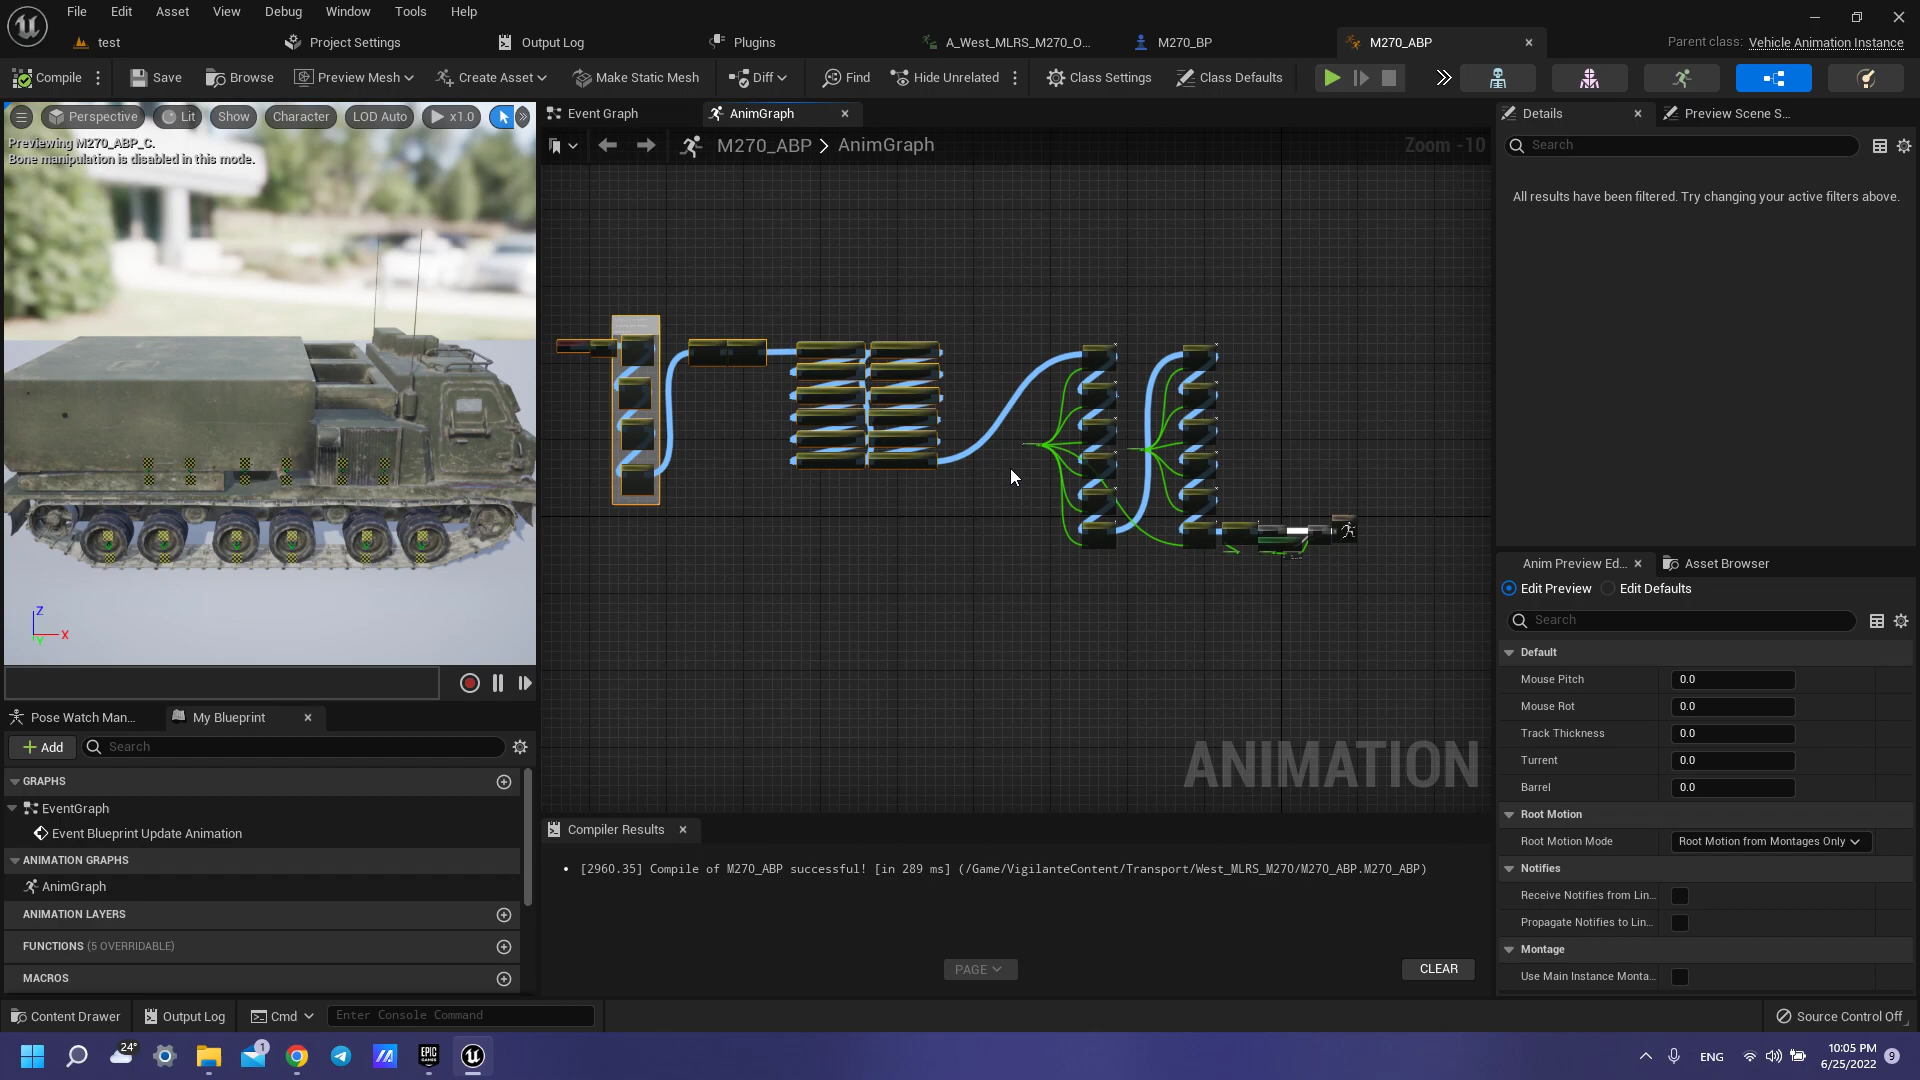 File Edit Asset View Debug Window Tools Help
test Project Settings Output Log Plugins A_West_MLRS_M270_O... M270_BP M270_ABP Parent class: Vehicle Animation Instance
Compile Save Browse Preview Mesh Create Asset Make Static Mesh Diff Find Hide Unrelated Class Settings Class Defaults
Perspective Lit Show Character LOD Auto x1.0
Previewing M270_ABP_C.
Bone manipulation is disabled in this mode.
Z
X
Y
Event Graph AnimGraph
M270_ABP > AnimGraph Zoom -10
ANIMATION
Details Preview Scene S...
Search
All results have been filtered. Try changing your active filters above.
Pose Watch Man... My Blueprint
Add Search
GRAPHS
EventGraph
Event Blueprint Update Animation
ANIMATION GRAPHS
AnimGraph
ANIMATION LAYERS
FUNCTIONS (5 OVERRIDABLE)
MACROS
Compiler Results
[2960.35] Compile of M270_ABP successful! [in 289 ms] (/Game/VigilanteContent/Transport/West_MLRS_M270/M270_ABP.M270_ABP)
PAGE CLEAR
Anim Preview Ed... Asset Browser
Edit Preview Edit Defaults
Search
Default
Mouse Pitch 0.0
Mouse Rot 0.0
Track Thickness 0.0
Turrent 0.0
Barrel 0.0
Root Motion
Root Motion Mode Root Motion from Montages Only
Notifies
Receive Notifies from Lin...
Propagate Notifies to Lin...
Montage
Use Main Instance Monta...
Content Drawer Output Log Cmd Enter Console Command Source Control Off
24° 1 EPIC GAMES ENG 10:05 PM 9
6/25/2022